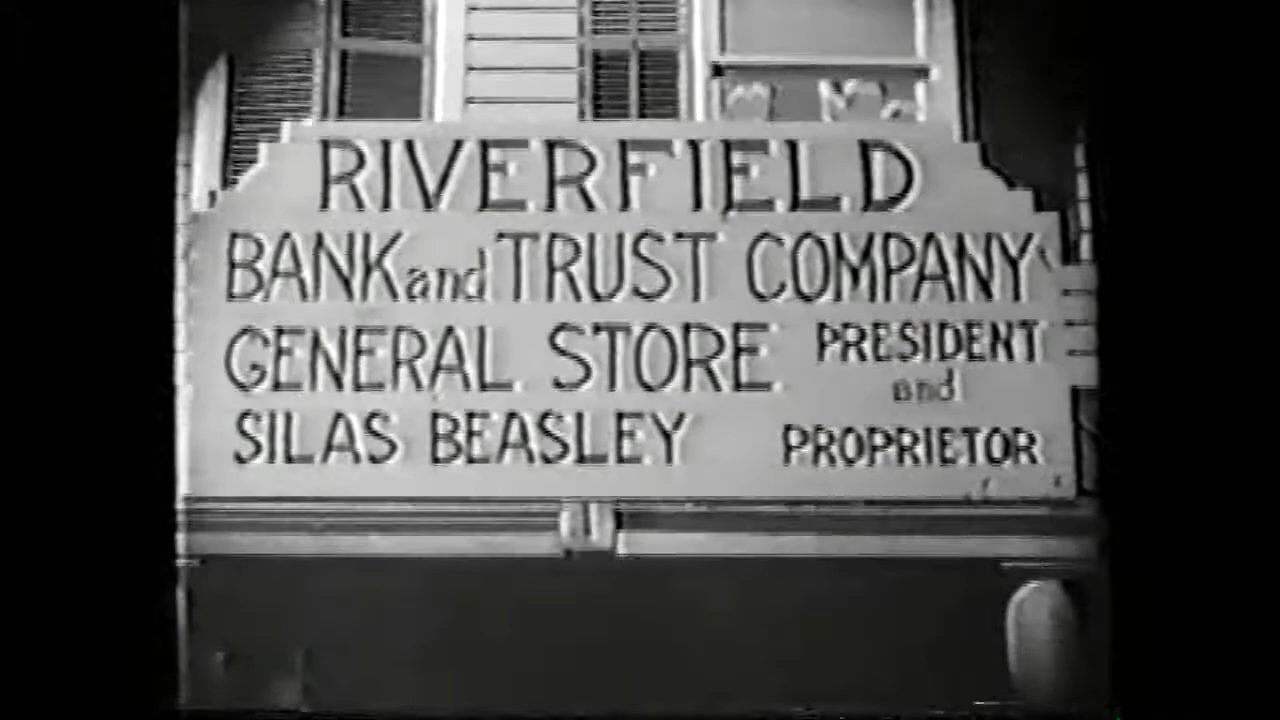 RIVERFIELD
BANK and TRUST COMPANY
GENERAL STORE
SILAS BEASLEY
PRESIDENT
and
PROPRIETOR